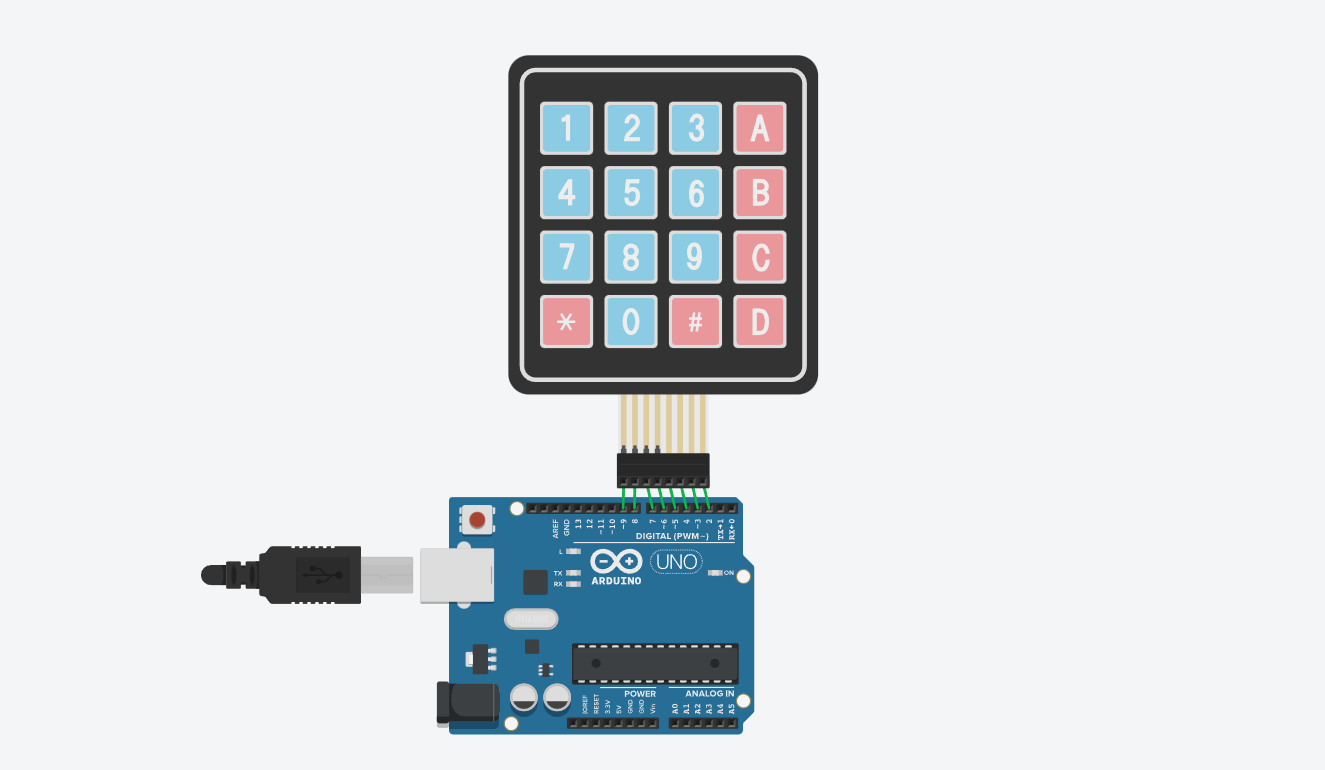 1 2 3 A
4 5 6 B
7 8 9 C
* 0 # D
AREF GND 13 12 ~11 ~10 ~9 8 7 ~6 ~5 4 ~3 2 TX→1 RX←0
DIGITAL (PWM~)
L
TX
RX
ARDUINO
UNO
ON
POWER
ANALOG IN
IOREF RESET 3.3V 5V GND GND Vin A0 A1 A2 A3 A4 A5